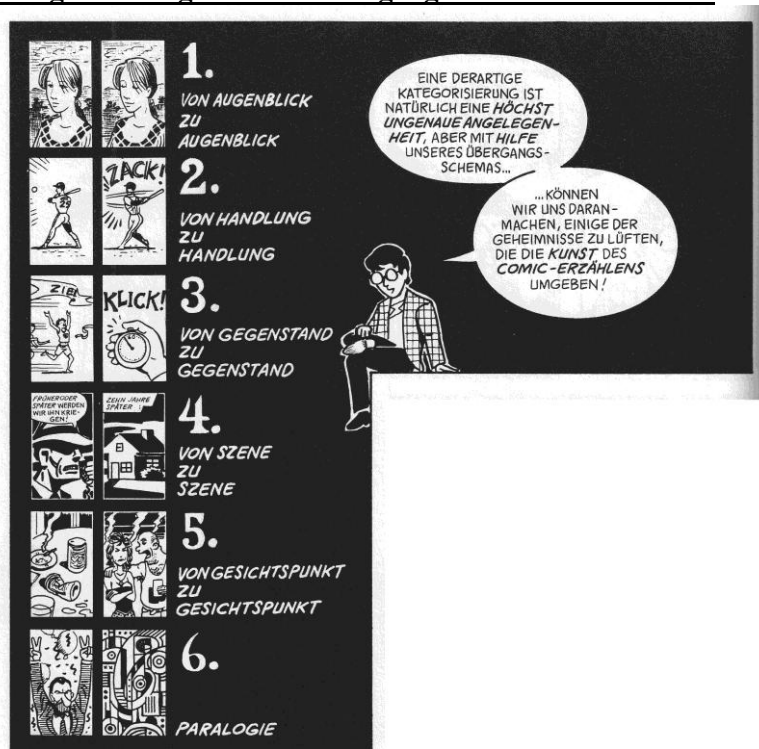 1.
VON AUGENBLICK
ZU
AUGENBLICK
ZACK!
2.
VON HANDLUNG
ZU
HANDLUNG
ZIEL
KLICK!
3.
VON GEGENSTAND
ZU
GEGENSTAND
FRÜHER ODER
SPÄTER WERDEN
WIR IHN KRIE-
GEN!
ZEHN JAHRE
SPÄTER
4.
VON SZENE
ZU
SZENE
5.
VON GESICHTSPUNKT
ZU
GESICHTSPUNKT
6.
PARALOGIE
EINE DERARTIGE
KATEGORISIERUNG IST
NATÜRLICH EINE HÖCHST
UNGENAUE ANGELEGEN-
HEIT, ABER MIT HILFE
UNSERES ÜBERGANGS-
SCHEMAS...
...KÖNNEN
WIR UNS DARAN-
MACHEN, EINIGE DER
GEHEIMNISSE ZU LÜFTEN,
DIE DIE KUNST DES
COMIC-ERZÄHLENS
UMGEBEN!